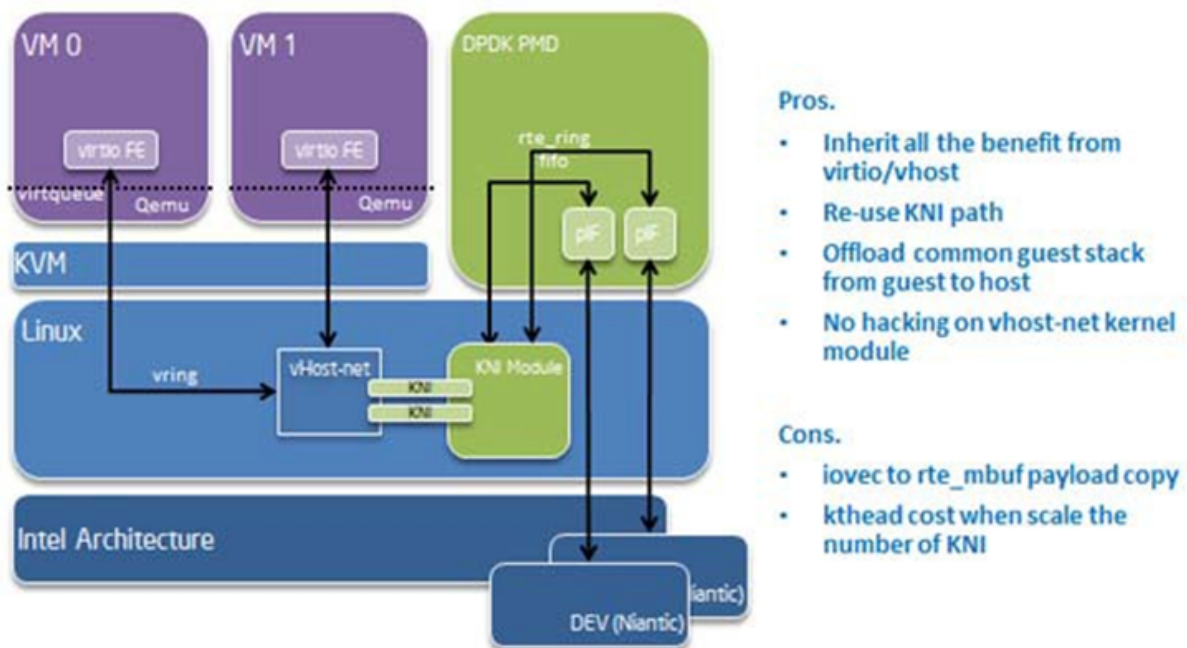 VM 0
VM 1
DPDK PMD
virtio FE
virtio FE
rte_ring
fifo
virtqueue
Qemu
Qemu
pIF
pIF
KVM
Linux
vring
vHost-net
KNI
KNI
KNI Module
Intel Architecture
iantic)
DEV (Niantic)
Pros.
• Inherit all the benefit from
virtio/vhost
• Re-use KNI path
• Offload common guest stack
from guest to host
• No hacking on vhost-net kernel
module
Cons.
• iovec to rte_mbuf payload copy
• kthead cost when scale the
number of KNI